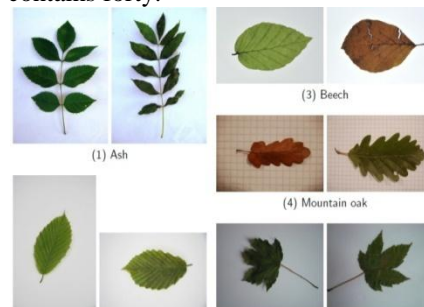 contains forty.
(3) Beech
(1) Ash
(4) Mountain oak